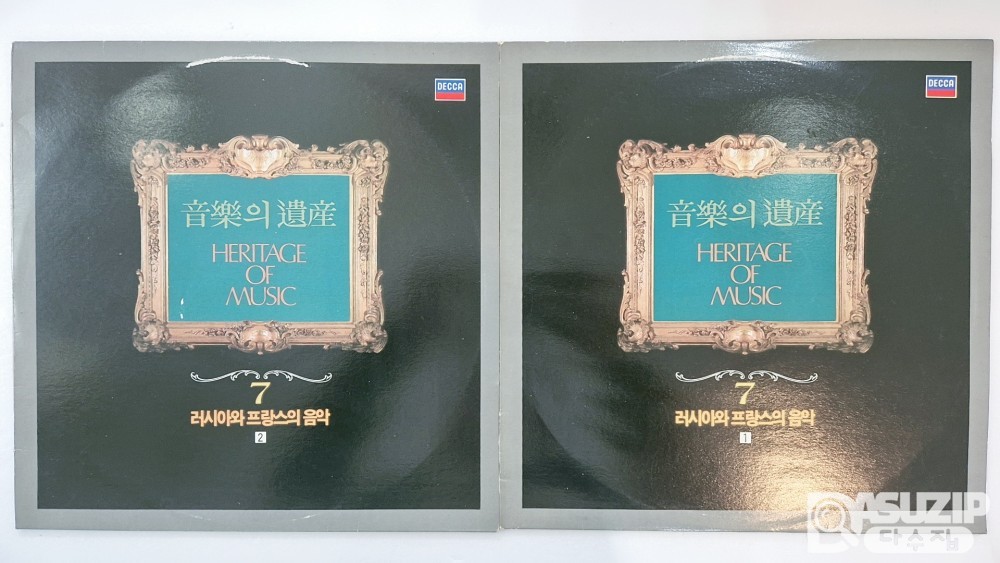 DECCA
音樂의 遺産
HERITAGE
OF
MUSIC
7
러시아와 프랑스의 음악
2
DECCA
音樂의 遺産
HERITAGE
OF
MUSIC
7
러시아와 프랑스의 음악
1
DASUZIP
다수집